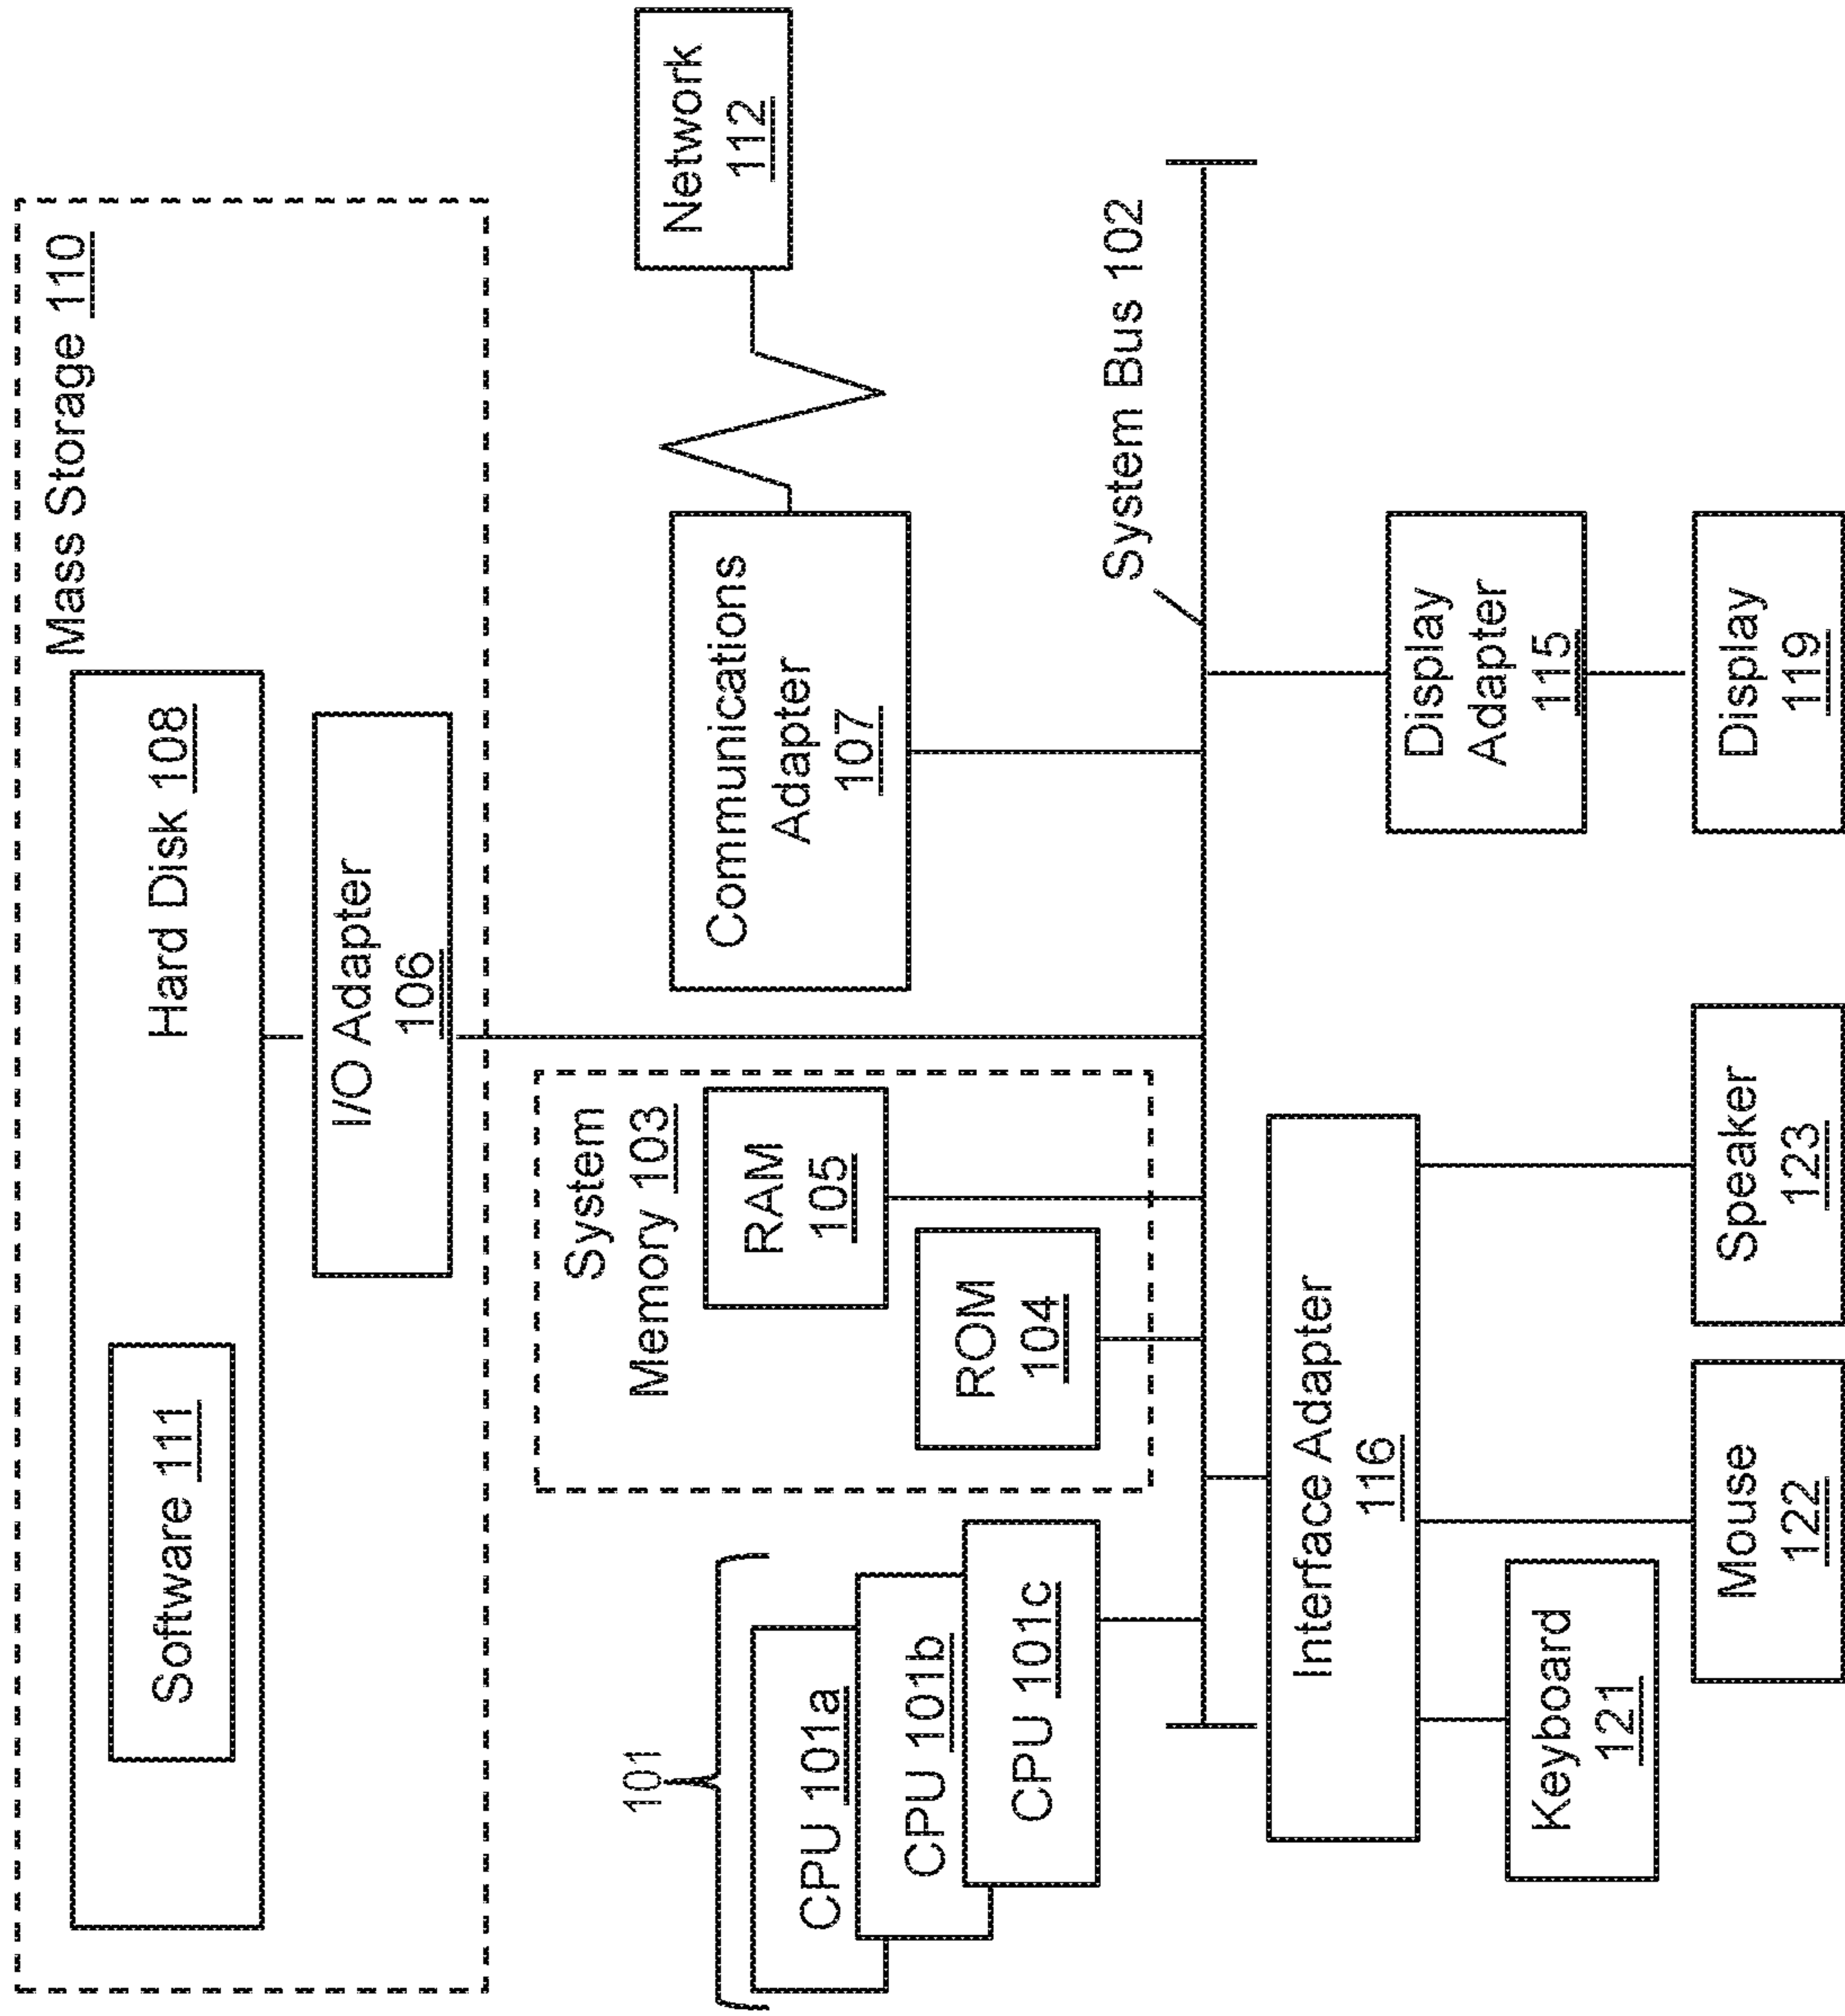 Mass Storage 110
Hard Disk 108
Software 111
I/O Adapter
106
101
CPU 101a
CPU 101b
CPU 101c
System
Memory 103
RAM
105
ROM
104
Communications
Adapter
107
Network
112
System Bus 102
Interface Adapter
116
Keyboard
121
Mouse
122
Speaker
123
Display
Adapter
115
Display
119